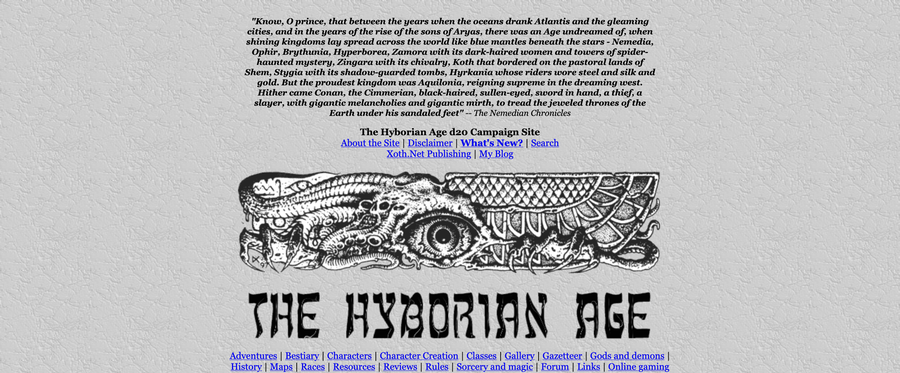 "Know, O prince, that between the years when the oceans drank Atlantis and the gleaming
cities, and in the years of the rise of the sons of Aryas, there was an Age undreamed of, when
shining kingdoms lay spread across the world like blue mantles beneath the stars - Nemedia,
Ophir, Brythunia, Hyperborea, Zamora with its dark-haired women and towers of spider-
haunted mystery, Zingara with its chivalry, Koth that bordered on the pastoral lands of
Shem, Stygia with its shadow-guarded tombs, Hyrkania whose riders wore steel and silk and
gold. But the proudest kingdom was Aquilonia, reigning supreme in the dreaming west.
Hither came Conan, the Cimmerian, black-haired, sullen-eyed, sword in hand, a thief, a
slayer, with gigantic melancholies and gigantic mirth, to tread the jeweled thrones of the
Earth under his sandaled feet" -- The Nemedian Chronicles
The Hyborian Age d20 Campaign Site
About the Site | Disclaimer | What's New? | Search
Xoth.Net Publishing | My Blog
THE HYBORIAN AGE
Adventures | Bestiary | Characters | Character Creation | Classes | Gallery | Gazetteer | Gods and demons |
History | Maps | Races | Resources | Reviews | Rules | Sorcery and magic | Forum | Links | Online gaming